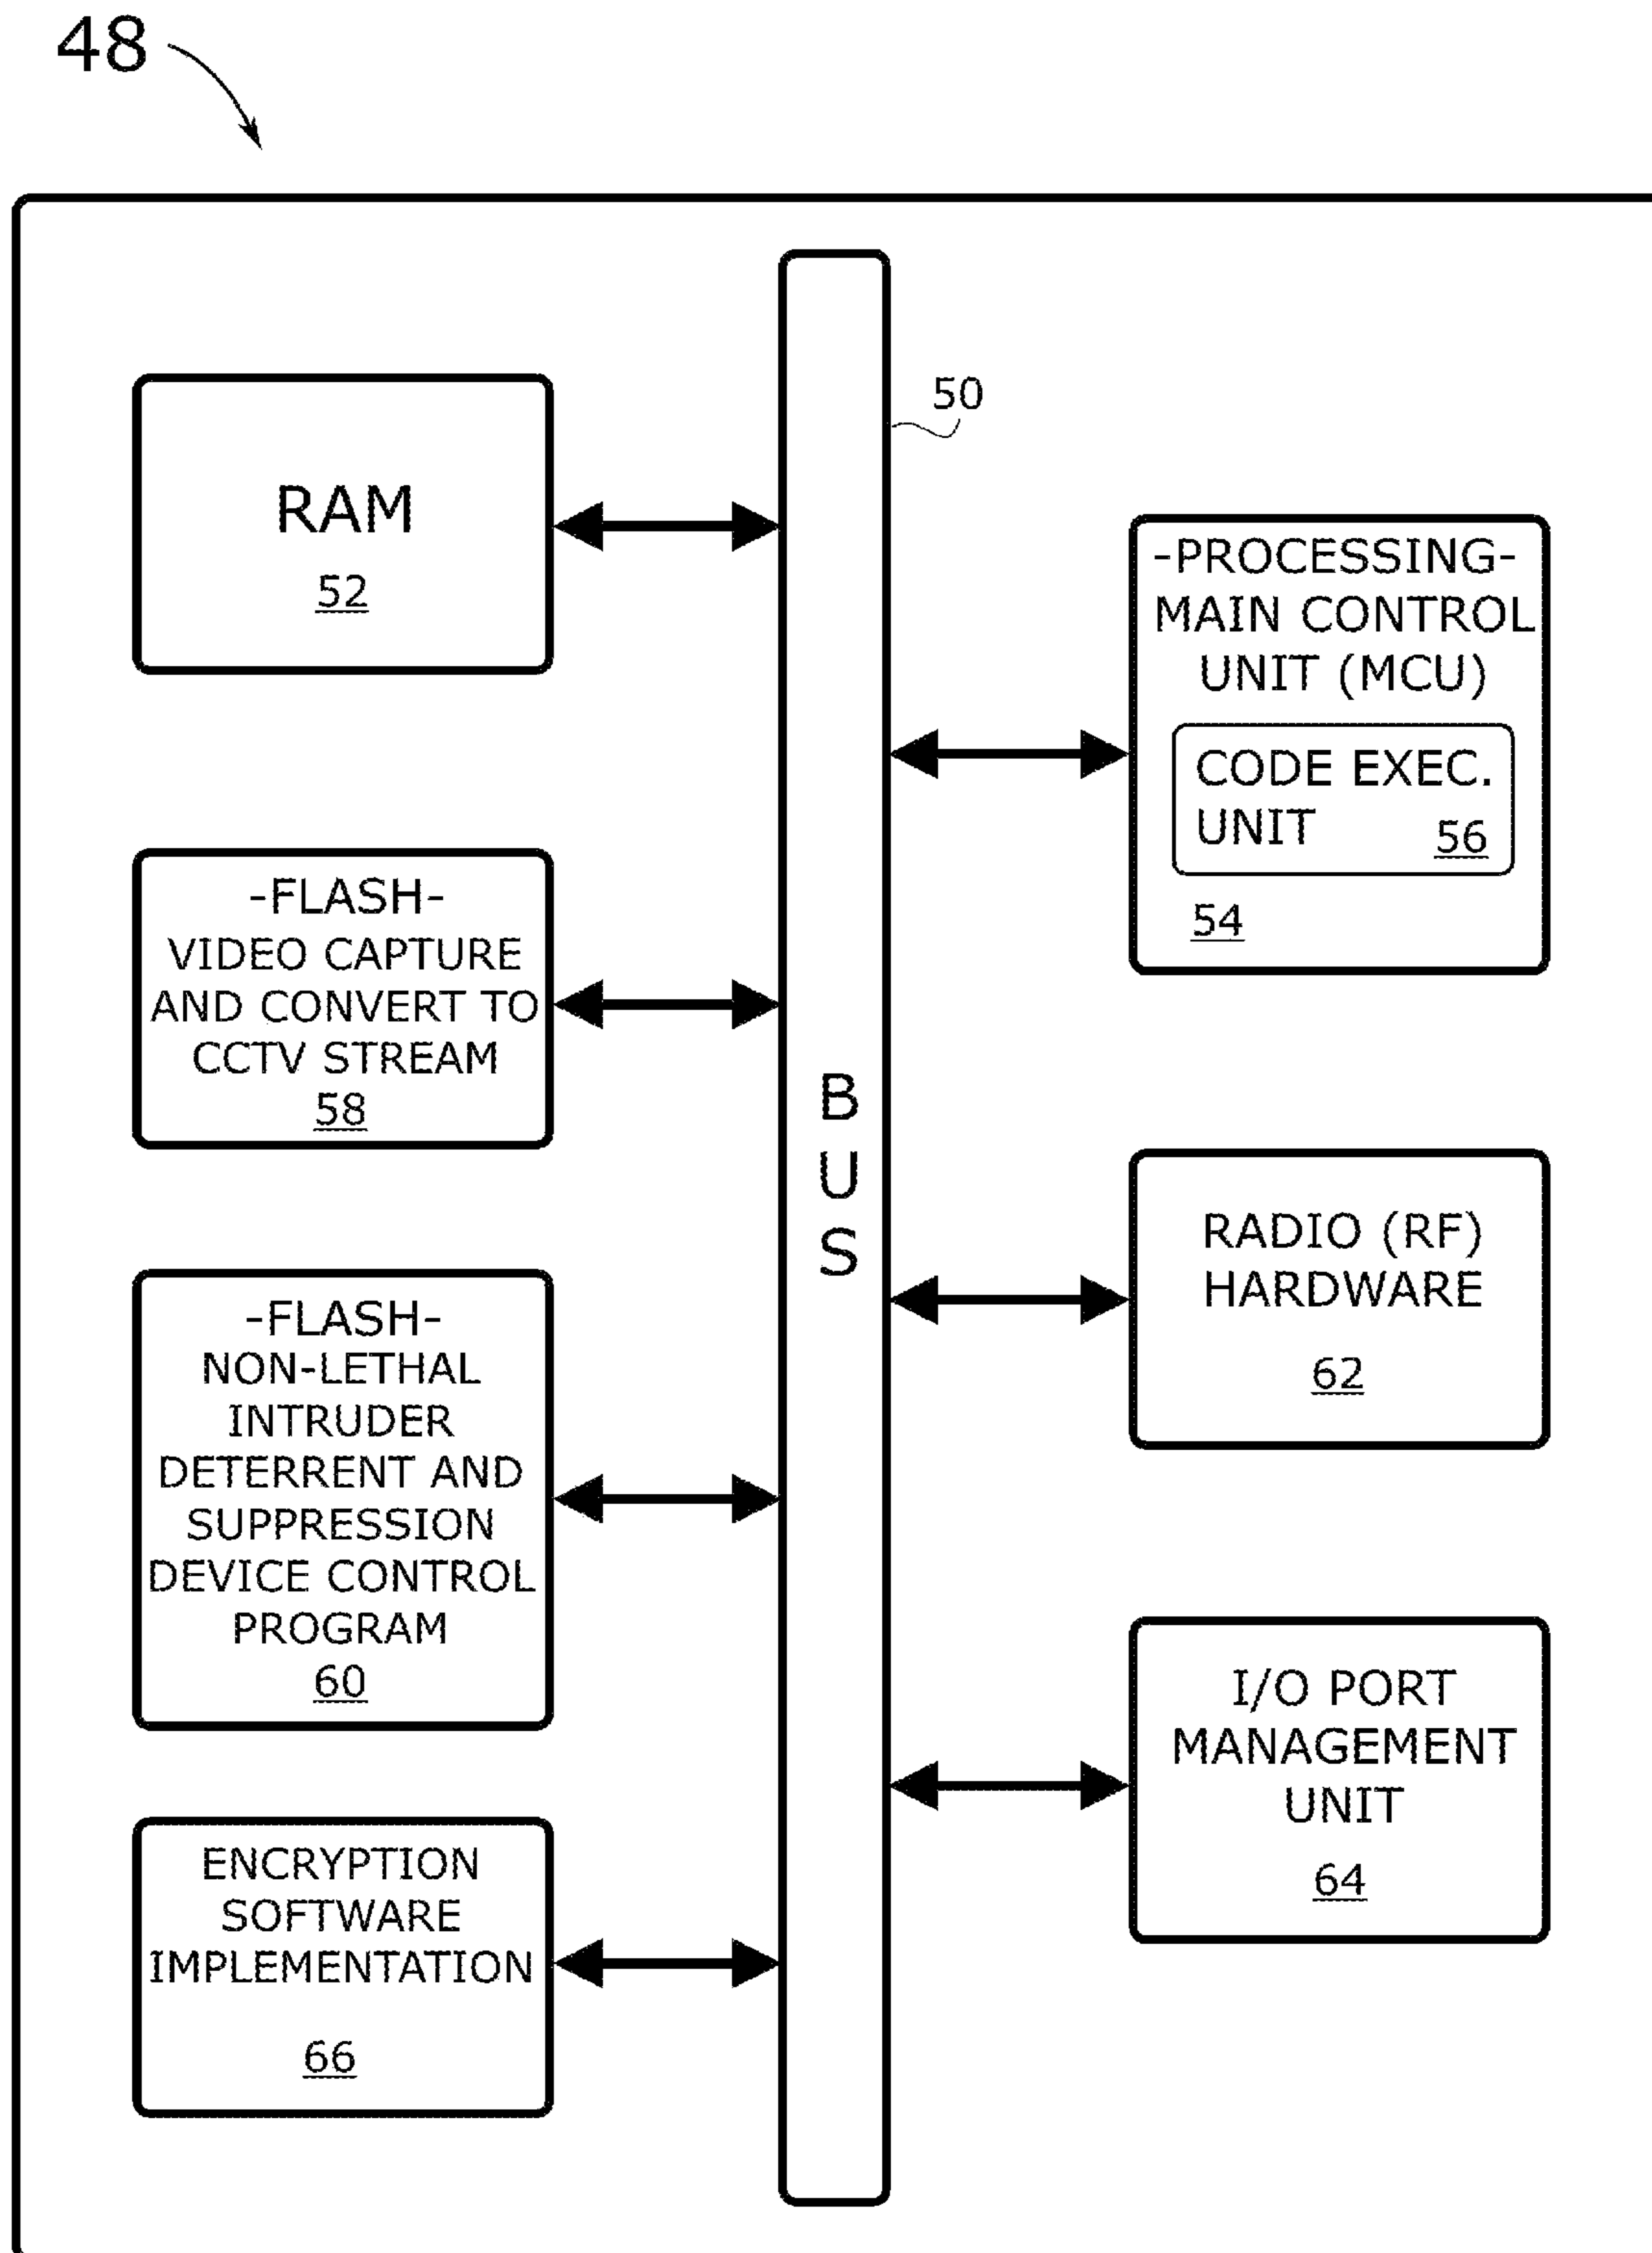 48
RAM
52
-FLASH-
VIDEO CAPTURE
AND CONVERT TO
CCTV STREAM
58
-FLASH-
NON-LETHAL
INTRUDER
DETERRENT AND
SUPPRESSION
DEVICE CONTROL
PROGRAM
60
ENCRYPTION
SOFTWARE
IMPLEMENTATION
66
B
U
S
50
-PROCESSING-
MAIN CONTROL
UNIT (MCU)
CODE EXEC.
UNIT 56
54
RADIO (RF)
HARDWARE
62
I/O PORT
MANAGEMENT
UNIT
64